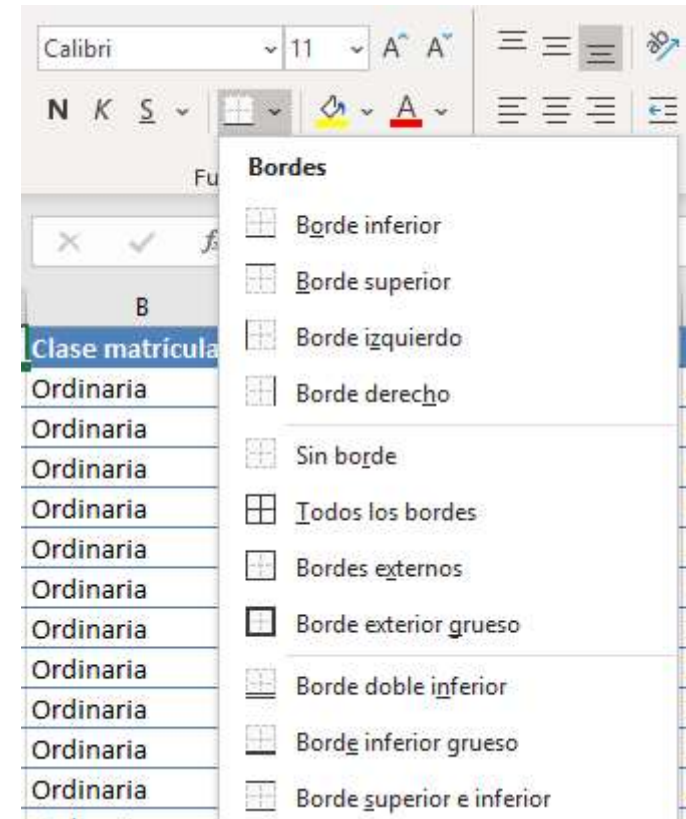 Calibri 11 A A
N K S A
Fu
Bordes
Borde inferior
Borde superior
Borde izquierdo
Borde derecho
Sin borde
Todos los bordes
Bordes externos
Borde exterior grueso
Borde doble inferior
Borde inferior grueso
Borde superior e inferior
B
Clase matrícula
Ordinaria
Ordinaria
Ordinaria
Ordinaria
Ordinaria
Ordinaria
Ordinaria
Ordinaria
Ordinaria
Ordinaria
Ordinaria